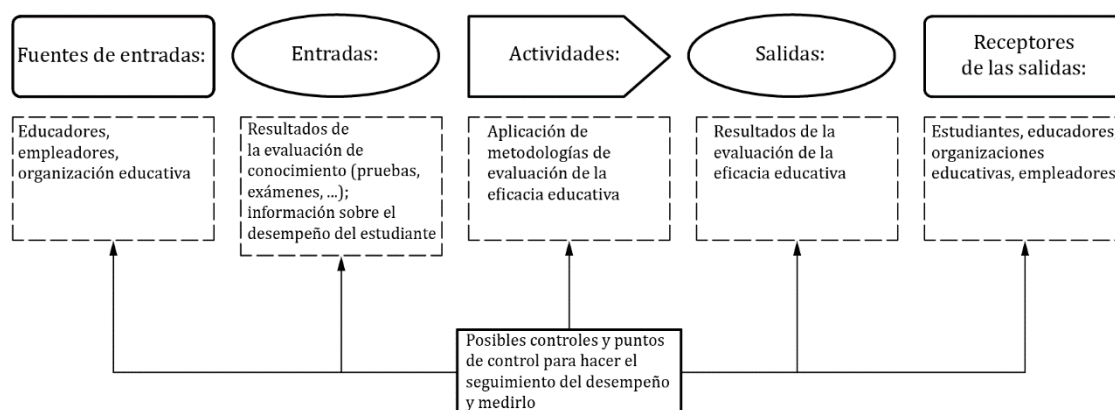 Fuentes de entradas:
Entradas:
Actividades:
Salidas:
Receptores
de las salidas:
Educadores,
empleadores,
organización educativa
Resultados de
la evaluación de
conocimiento (pruebas,
exámenes, ...);
información sobre el
desempeño del estudiante
Aplicación de
metodologías de
evaluación de la
eficacia educativa
Resultados de la
evaluación de la
eficacia educativa
Estudiantes, educadores,
organizaciones
educativas, empleadores
Posibles controles y puntos
de control para hacer el
seguimiento del desempeño
y medirlo